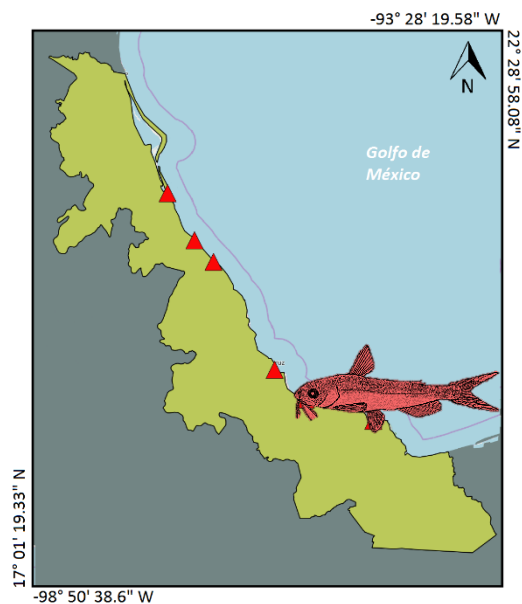 -93° 28' 19.58" W
22° 28' 58.08" N
N
Golfo de
México
17° 01' 19.33" N
-98° 50' 38.6" W